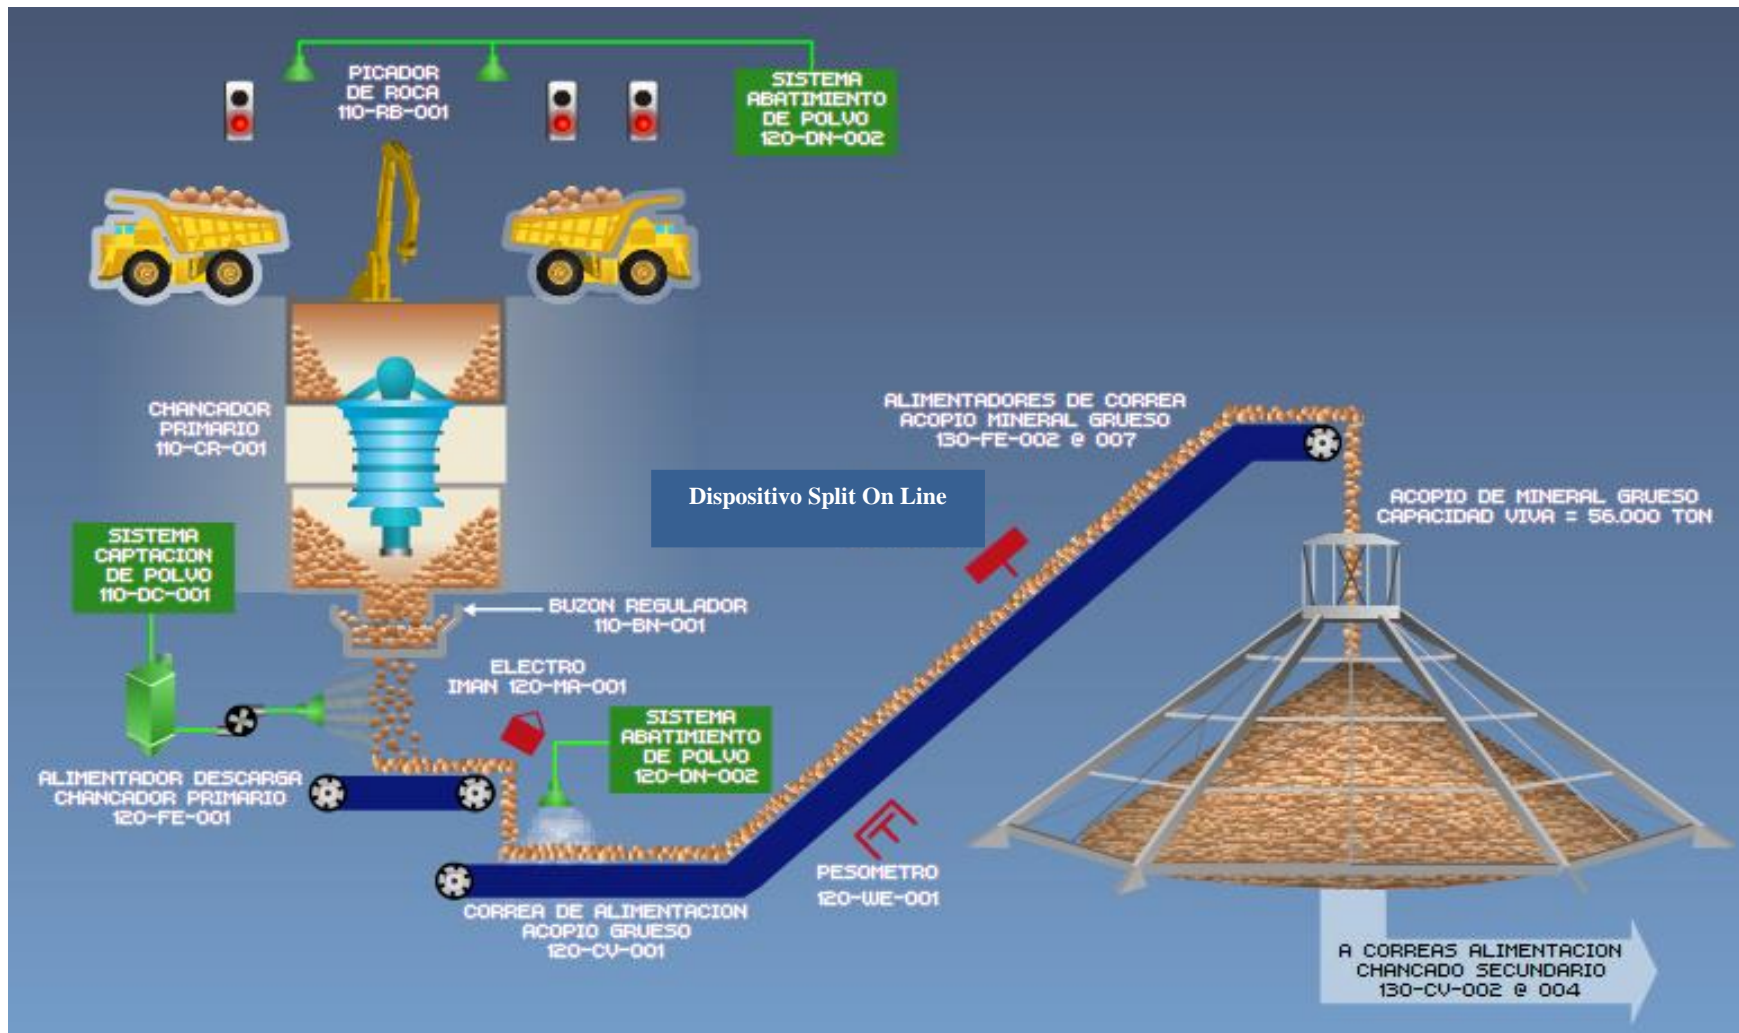 PICADOR
DE ROCA
110-RB-001
SISTEMA
ABATIMIENTO
DE POLVO
120-DN-002
CHANCADOR
PRIMARIO
110-CR-001
ALIMENTADORES DE CORREA
ACOPIO MINERAL GRUESO
130-FE-002 @ 007
Dispositivo Split On Line
ACOPIO DE MINERAL GRUESO
CAPACIDAD VIVA = 56.000 TON
SISTEMA
CAPTACION
DE POLVO
110-DC-001
BUZON REGULADOR
110-BN-001
ELECTRO
IMAN 120-MA-001
SISTEMA
ABATIMIENTO
DE POLVO
120-DN-002
ALIMENTADOR DESCARGA
CHANCADOR PRIMARIO
120-FE-001
PESOMETRO
120-WE-001
CORREA DE ALIMENTACION
ACOPIO GRUESO
120-CV-001
A CORREAS ALIMENTACION
CHANCADO SECUNDARIO
130-CV-002 @ 004